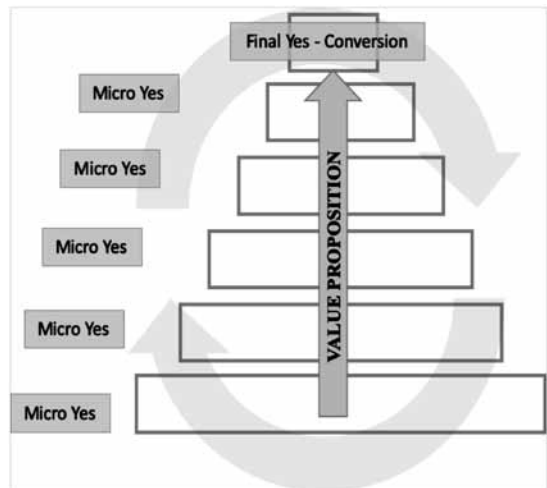 Final Yes - Conversion
Micro Yes
Micro Yes
Micro Yes
Micro Yes
Micro Yes
VALUE PROPOSITION